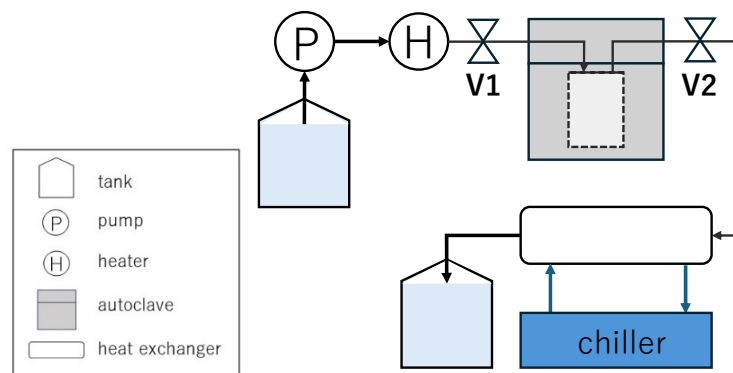 P
H
V1
V2
tank
P
pump
H
heater
autoclave
heat exchanger
chiller